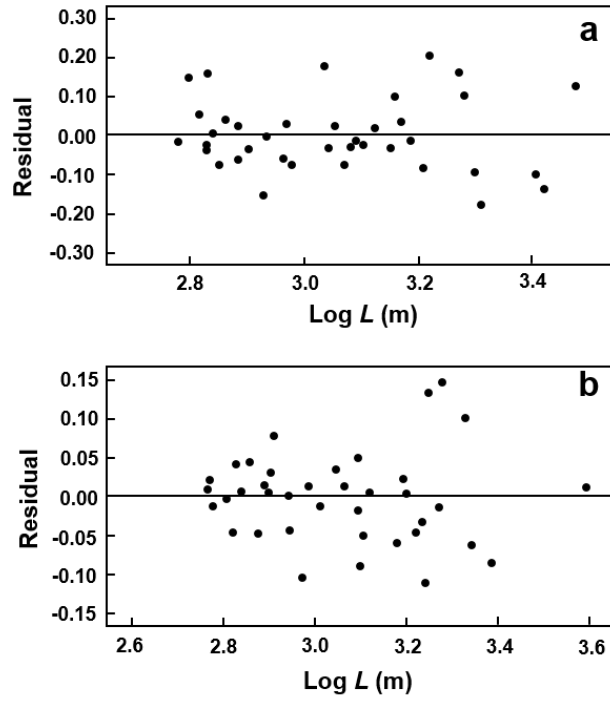 a
0.30
0.20
0.10
0.00
-0.10
-0.20
-0.30
Residual
2.8 3.0 3.2 3.4
Log L (m)
b
0.15
0.10
0.05
0.00
-0.05
-0.10
-0.15
Residual
2.6 2.8 3.0 3.2 3.4 3.6
Log L (m)